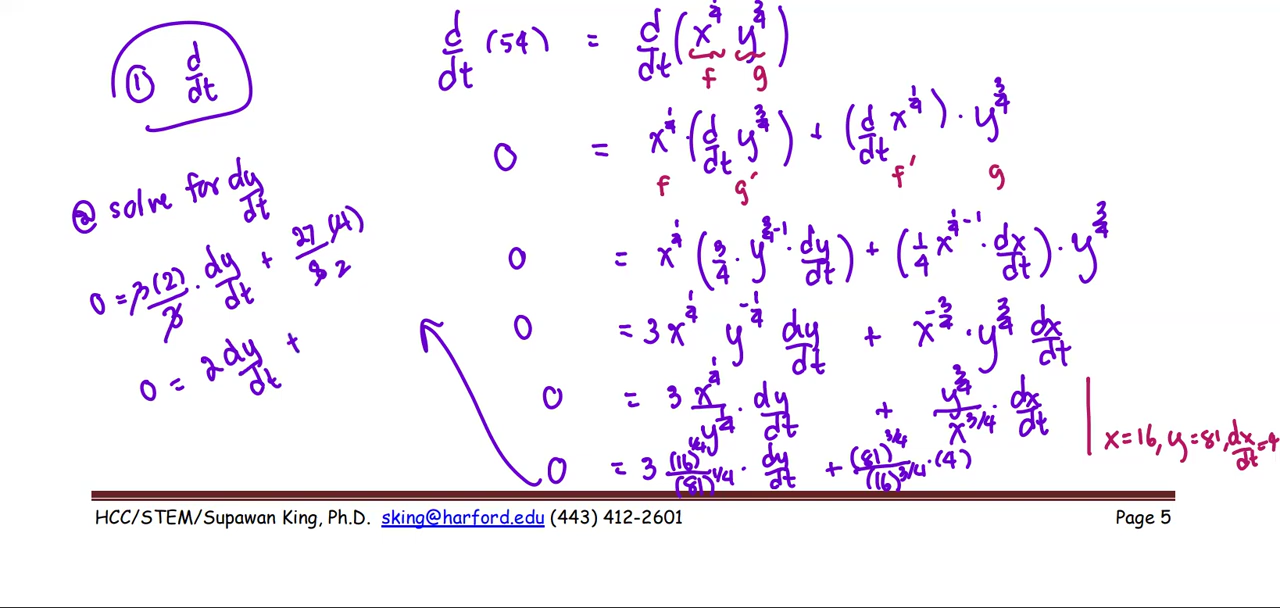 ① d/dt
d/dt (54) = d/dt (x^{1/4} y^{3/4})
f g
0 = x^{1/4} · (d/dt y^{3/4}) + (d/dt x^{1/4}) · y^{3/4}
f g' f' g
② solve for dy/dt
0 = x^{1/4} (3/4 · y^{3/4 - 1} · dy/dt) + (1/4 x^{1/4 - 1} · dx/dt) · y^{3/4}
0 = 3(2)/3 · dy/dt + 27/8 (4)
2
0 = 3 x^{1/4} y^{-1/4} dy/dt + x^{-3/4} · y^{3/4} dx/dt
0 = 2 dy/dt +
0 = 3 x^{1/4}/y^{1/4} · dy/dt + y^{3/4}/x^{3/4} · dx/dt
x=16, y=81, dx/dt=4
0 = 3 (16)^{1/4}/(81)^{1/4} · dy/dt + (81)^{3/4}/(16)^{3/4} · (4)
HCC/STEM/Supawan King, Ph.D. sking@harford.edu (443) 412-2601 Page 5